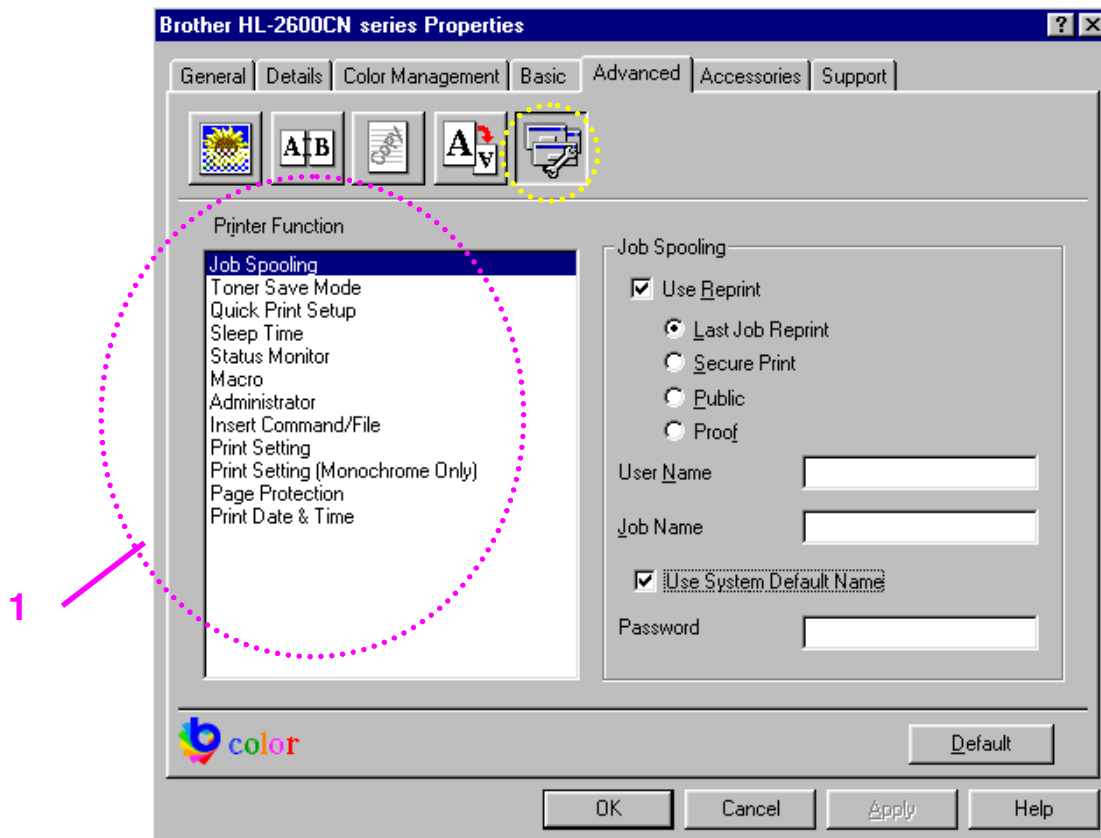 Brother HL-2600CN series Properties
General Details Color Management Basic Advanced Accessories Support
A B COPY A A
Printer Function
Job Spooling
Toner Save Mode
Quick Print Setup
Sleep Time
Status Monitor
Macro
Administrator
Insert Command/File
Print Setting
Print Setting (Monochrome Only)
Page Protection
Print Date & Time
1
Job Spooling
Use Reprint
Last Job Reprint
Secure Print
Public
Proof
User Name
Job Name
Use System Default Name
Password
b color
Default
OK Cancel Apply Help